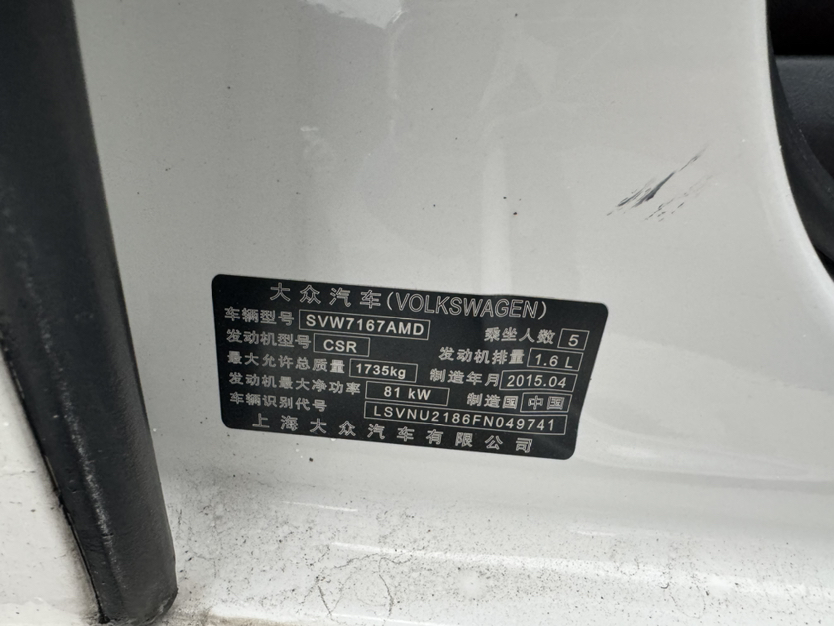 大众汽车(VOLKSWAGEN)
车辆型号 SVW7167AMD 乘坐人数 5
发动机型号 CSR 发动机排量 1.6 L
最大允许总质量 1735kg 制造年月 2015.04
发动机最大净功率 81 kW 制造国 中国
车辆识别代号 LSVNU2186FN049741
上海大众汽车有限公司